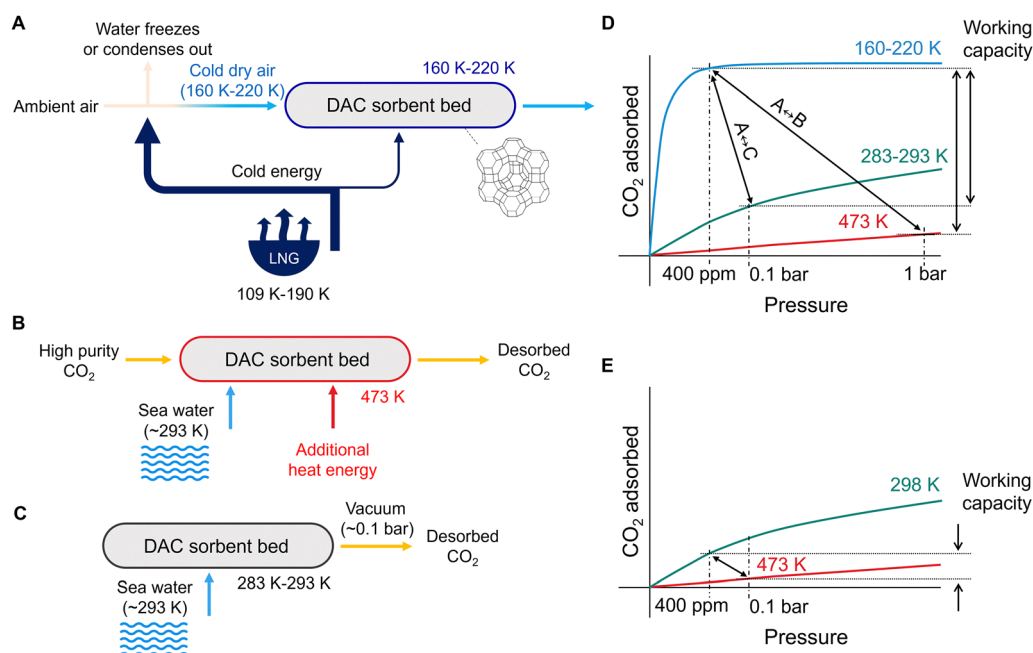 A
Water freezes
or condenses out
Cold dry air
(160 K-220 K)
160 K-220 K
Ambient air
DAC sorbent bed
Cold energy
LNG
109 K-190 K
B
High purity
CO₂
DAC sorbent bed
Desorbed
CO₂
473 K
Sea water
(~293 K)
Additional
heat energy
C
Vacuum
(~0.1 bar)
DAC sorbent bed
Desorbed
CO₂
Sea water
(~293 K)
283 K-293 K
D
Working
capacity
160-220 K
A↔B
A↔C
283-293 K
473 K
CO₂ adsorbed
400 ppm
0.1 bar
1 bar
Pressure
E
298 K
Working
capacity
473 K
CO₂ adsorbed
400 ppm
0.1 bar
Pressure